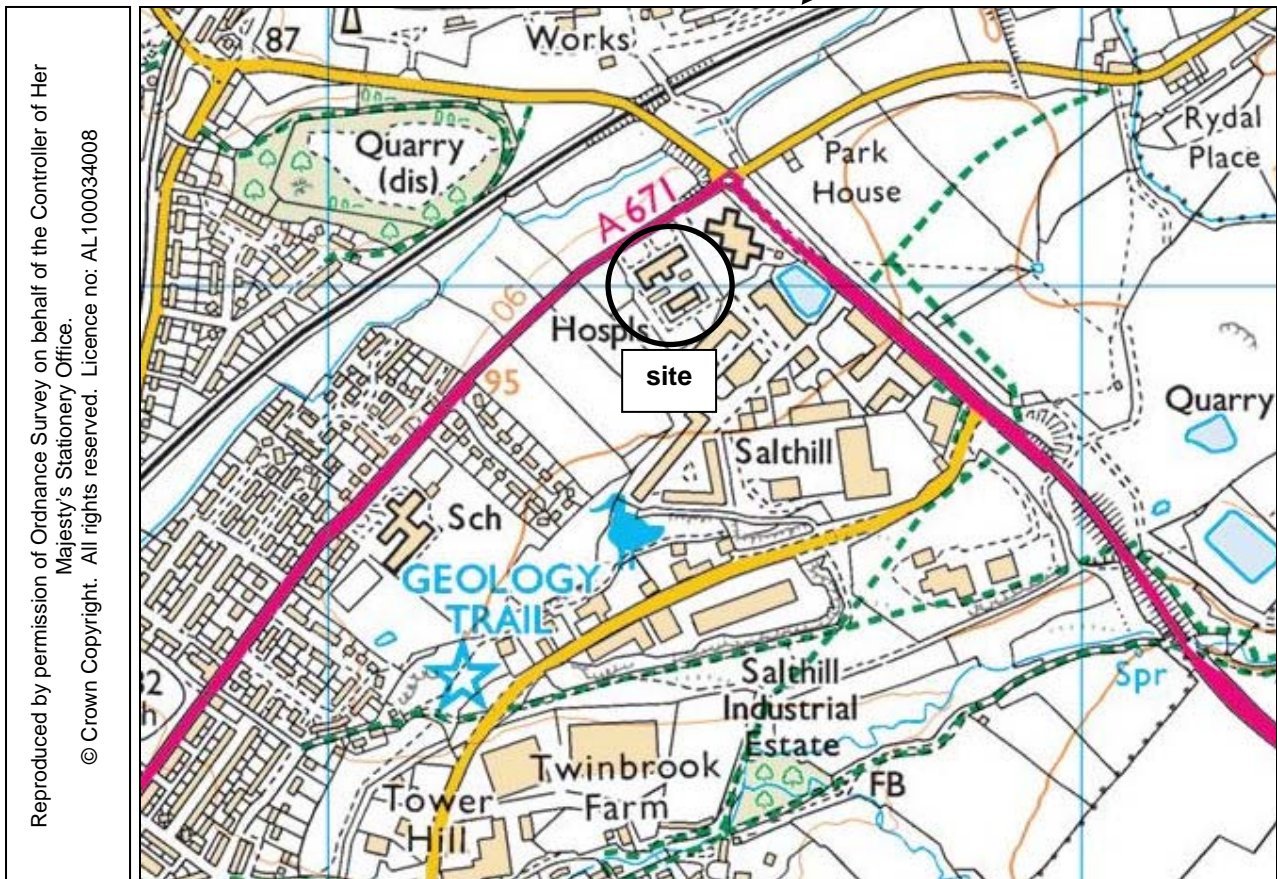 Reproduced by permission of Ordnance Survey on behalf of the Controller of Her
Majesty's Stationery Office.
© Crown Copyright. All rights reserved. Licence no: AL100034008
87
Works
Quarry
(dis)
Rydal
Place
Park
House
A 671
90
Hospls
site
95
Quarry
Salthill
Sch
GEOLOGY
TRAIL
Salthill
Industrial
Estate
Spr
Twinbrook
Farm
FB
Tower
Hill